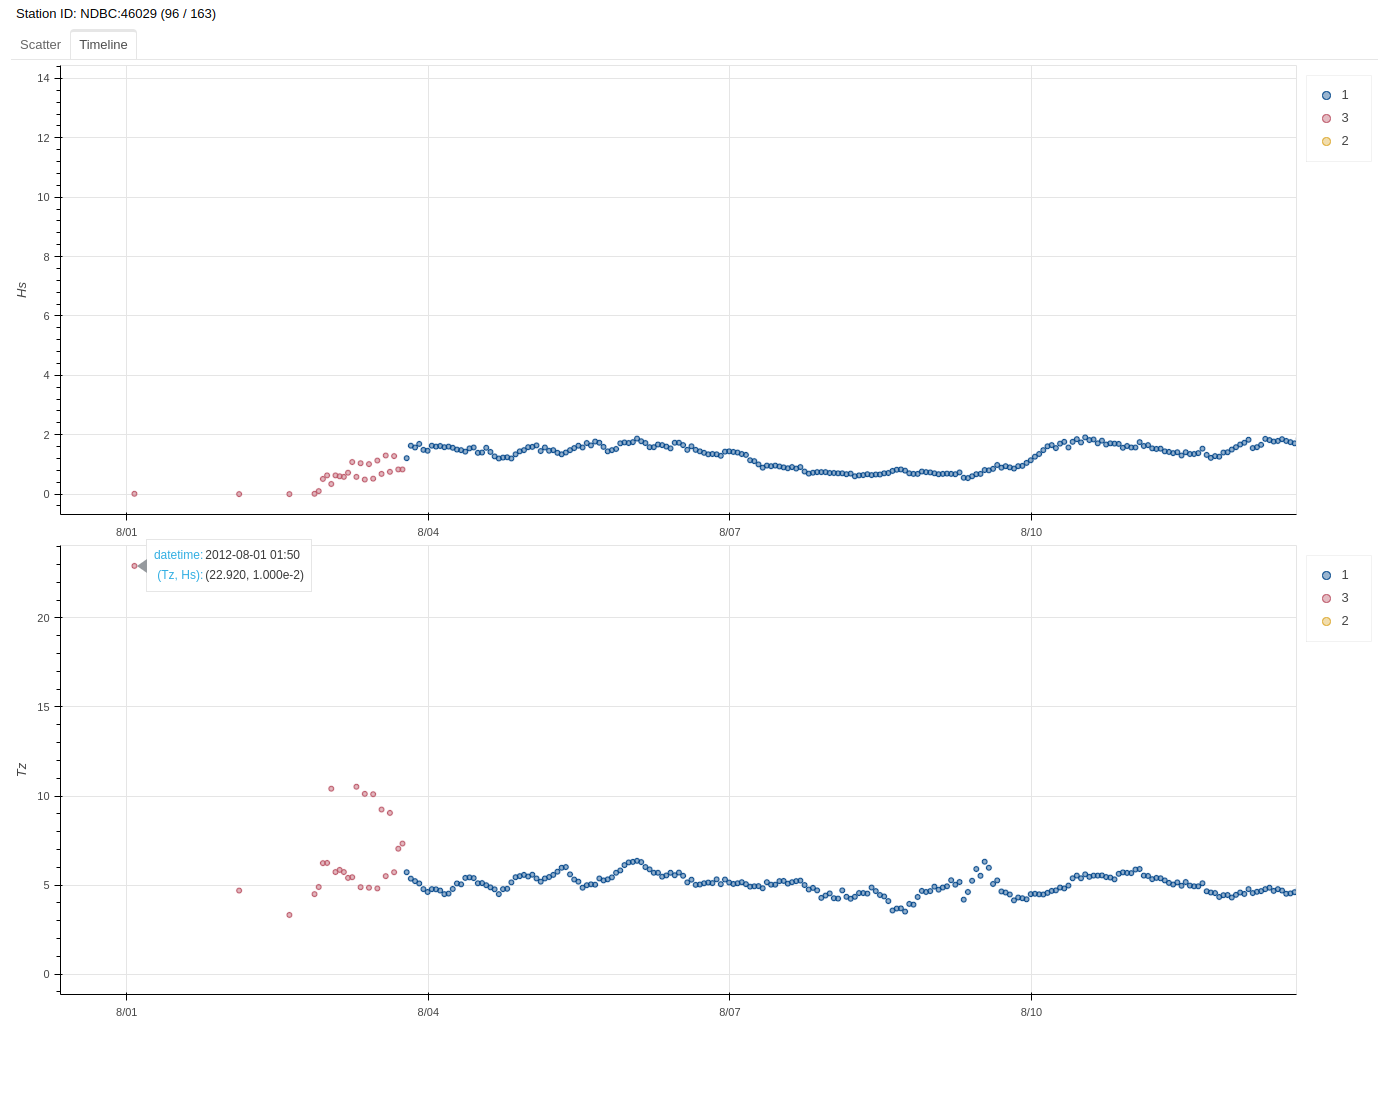 Station ID: NDBC:46029 (96 / 163)
Scatter Timeline
14
12
10
8
6
4
2
0
Hs
8/01 8/04 8/07 8/10
1
3
2
datetime: 2012-08-01 01:50
(Tz, Hs): (22.920, 1.000e-2)
20
15
10
5
0
Tz
8/01 8/04 8/07 8/10
1
3
2